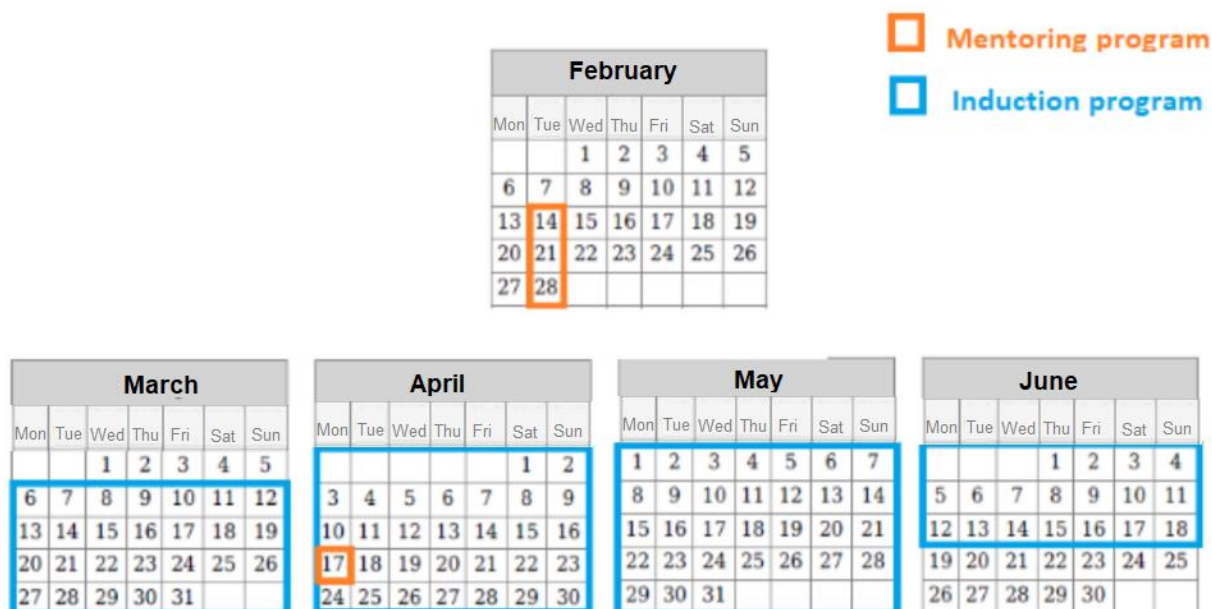 Mentoring program
Induction program
February
Mon Tue Wed Thu Fri Sat Sun
1 2 3 4 5
6 7 8 9 10 11 12
13 14 15 16 17 18 19
20 21 22 23 24 25 26
27 28
March
Mon Tue Wed Thu Fri Sat Sun
1 2 3 4 5
6 7 8 9 10 11 12
13 14 15 16 17 18 19
20 21 22 23 24 25 26
27 28 29 30 31
April
Mon Tue Wed Thu Fri Sat Sun
1 2
3 4 5 6 7 8 9
10 11 12 13 14 15 16
17 18 19 20 21 22 23
24 25 26 27 28 29 30
May
Mon Tue Wed Thu Fri Sat Sun
1 2 3 4 5 6 7
8 9 10 11 12 13 14
15 16 17 18 19 20 21
22 23 24 25 26 27 28
29 30 31
June
Mon Tue Wed Thu Fri Sat Sun
1 2 3 4
5 6 7 8 9 10 11
12 13 14 15 16 17 18
19 20 21 22 23 24 25
26 27 28 29 30